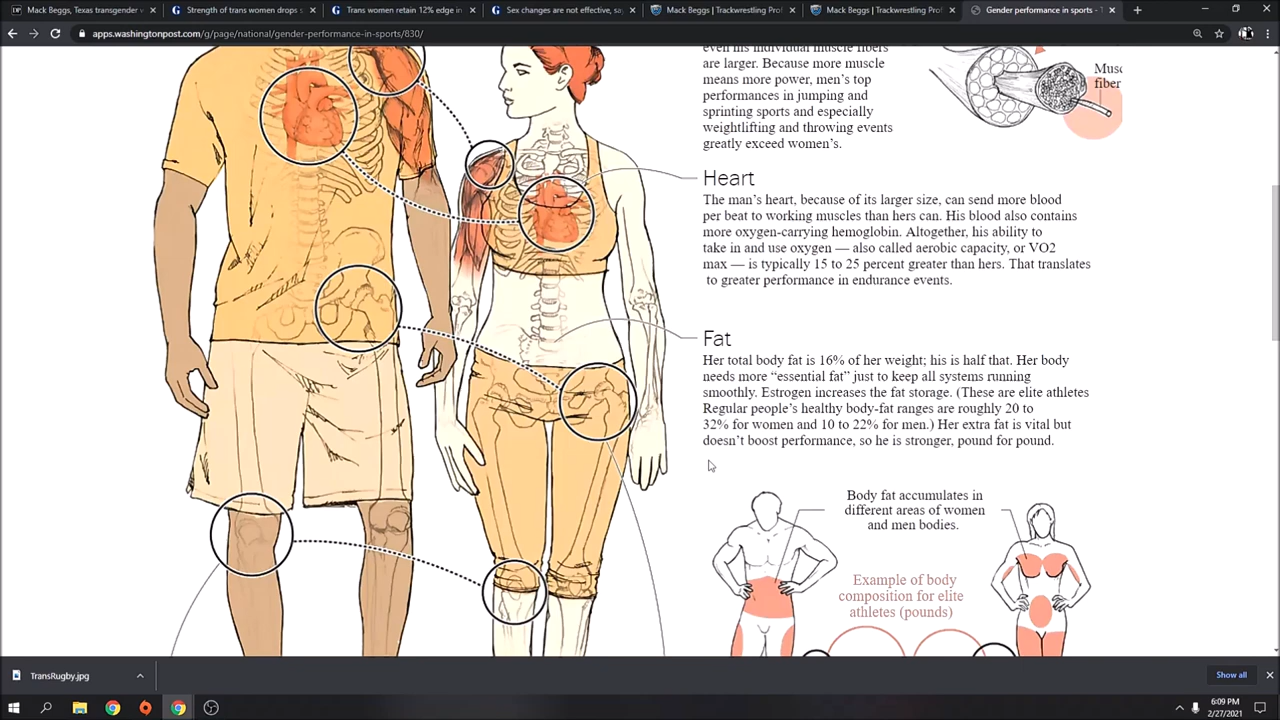 Mack Beggs, Texas transgender w
Strength of trans women drops s
Trans women retain 12% edge in
Sex changes are not effective, say
Mack Beggs | Trackwrestling Prof
Mack Beggs | Trackwrestling Prof
Gender performance in sports - T
apps.washingtonpost.com/g/page/national/gender-performance-in-sports/830/
even his individual muscle fibers
are larger. Because more muscle
means more power, men's top
performances in jumping and
sprinting sports and especially
weightlifting and throwing events
greatly exceed women's.
Musc
fiber
Heart
The man's heart, because of its larger size, can send more blood
per beat to working muscles than hers can. His blood also contains
more oxygen-carrying hemoglobin. Altogether, his ability to
take in and use oxygen — also called aerobic capacity, or VO2
max — is typically 15 to 25 percent greater than hers. That translates
to greater performance in endurance events.
Fat
Her total body fat is 16% of her weight; his is half that. Her body
needs more “essential fat” just to keep all systems running
smoothly. Estrogen increases the fat storage. (These are elite athletes
Regular people’s healthy body-fat ranges are roughly 20 to
32% for women and 10 to 22% for men.) Her extra fat is vital but
doesn’t boost performance, so he is stronger, pound for pound.
Body fat accumulates in
different areas of women
and men bodies.
Example of body
composition for elite
athletes (pounds)
TransRugby.jpg
Show all
6:09 PM
2/27/2021